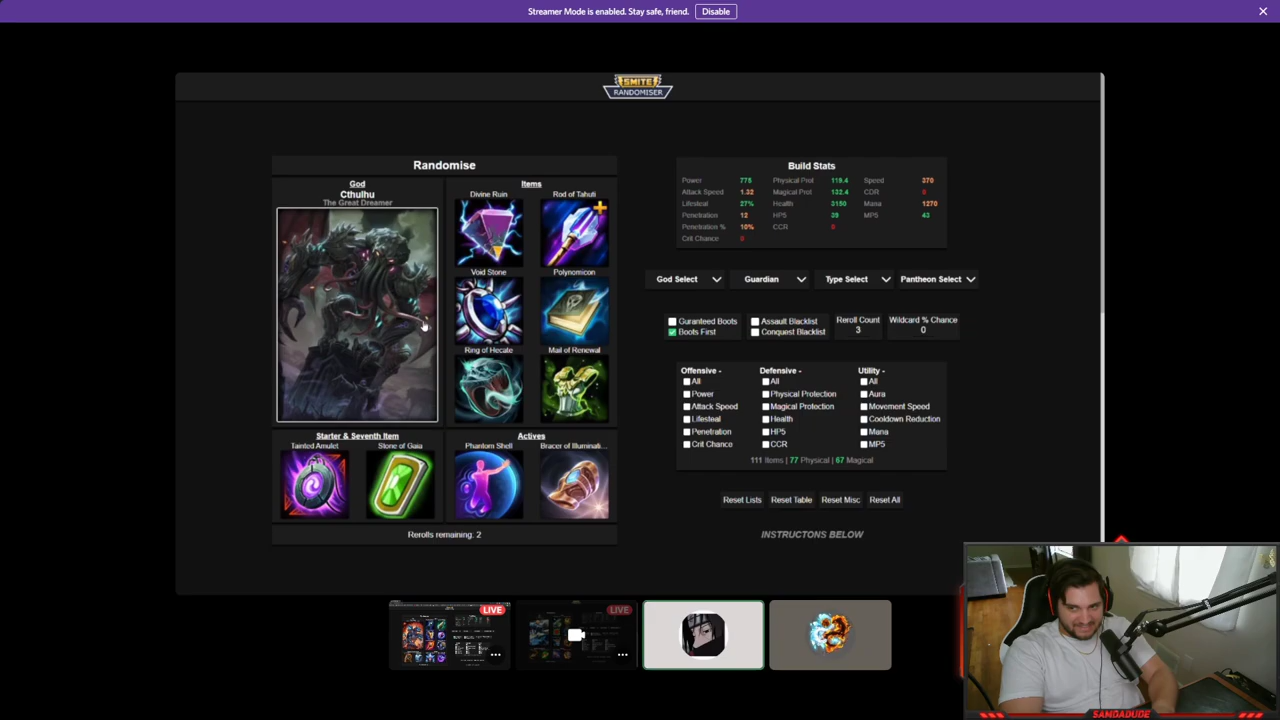 Streamer Mode is enabled. Stay safe, friend. Disable
SMITE
RANDOMISER
Randomise
God
Cthulhu
The Great Dreamer
Items
Divine Ruin Rod of Tahuti
Void Stone Polynomicon
Ring of Hecate Mail of Renewal
Starter & Seventh Item
Tainted Amulet Stone of Gaia
Actives
Phantom Shell Bracer of Illuminati...
Rerolls remaining: 2
Build Stats
Power 775 Physical Prot 119.4 Speed 370
Attack Speed 1.32 Magical Prot 132.4 CDR 0
Lifesteal 27% Health 3150 Mana 1270
Penetration 12 HP5 39 MP5 43
Penetration % 10% CCR 0
Crit Chance 0
God Select Guardian Type Select Pantheon Select
Guranteed Boots
Boots First
Assault Blacklist
Conquest Blacklist
Reroll Count
3
Wildcard % Chance
0
Offensive -
All
Power
Attack Speed
Lifesteal
Penetration
Crit Chance
Defensive -
All
Physical Protection
Magical Protection
Health
HP5
CCR
Utility -
All
Aura
Movement Speed
Cooldown Reduction
Mana
MP5
111 Items | 77 Physical | 67 Magical
Reset Lists Reset Table Reset Misc Reset All
INSTRUCTONS BELOW
LIVE
LIVE
SAMDADUDE